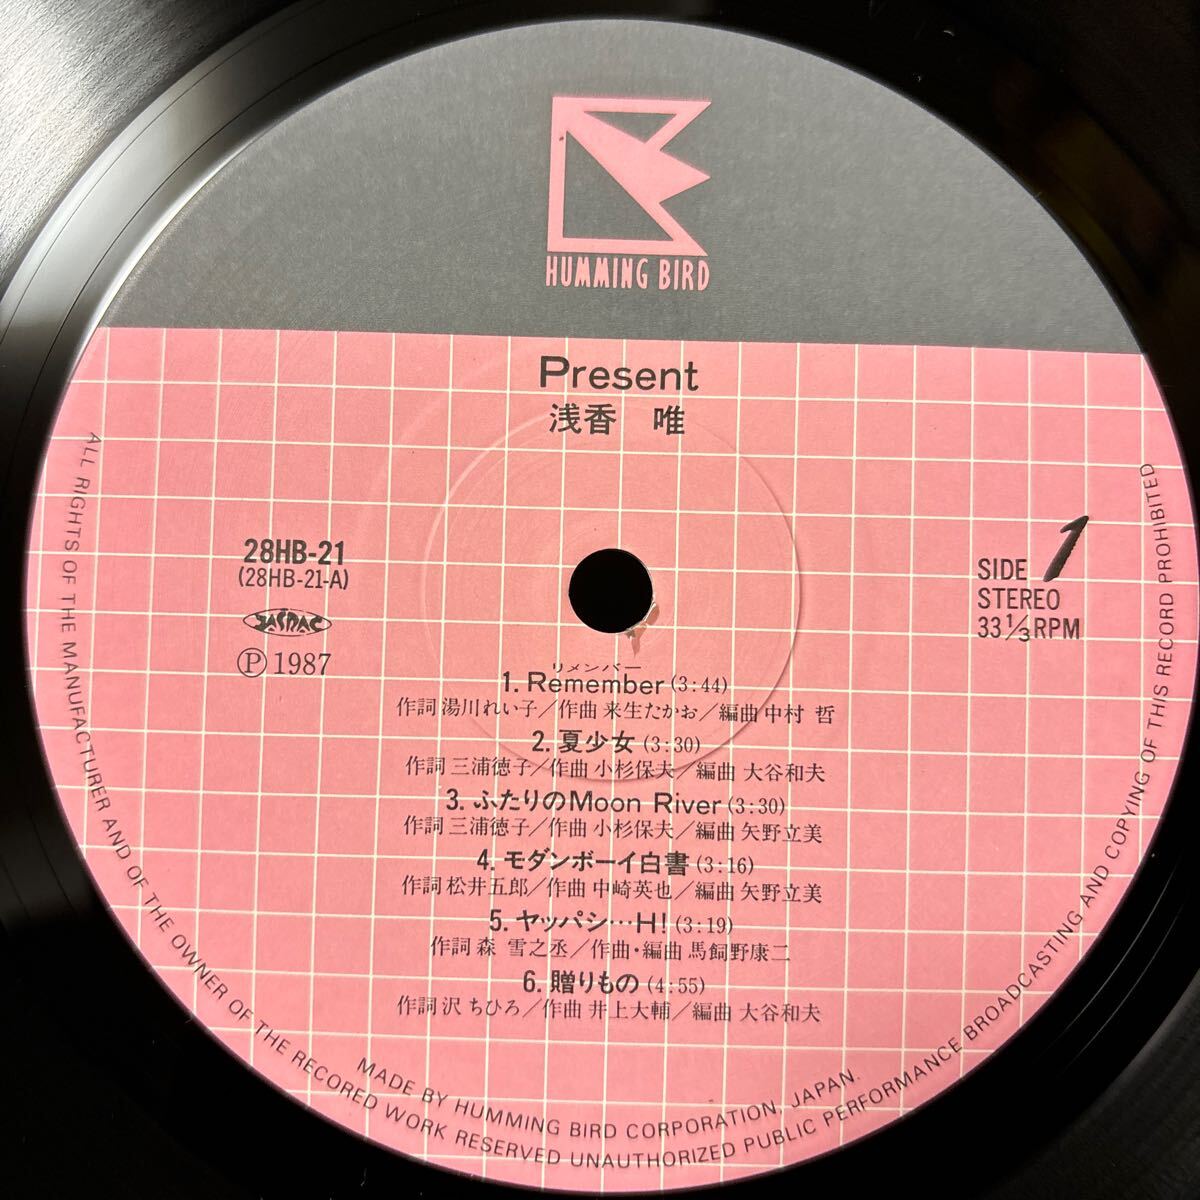 HUMMING BIRD
Present
浅香 唯
28HB-21
(28HB-21-A)
JASRAC
Ⓟ 1987
SIDE 1
STEREO
33 1/3 RPM
リメンバー
1. Remember (3:44)
作詞 湯川れい子／作曲 来生たかお／編曲 中村 哲
2. 夏少女 (3:30)
作詞 三浦徳子／作曲 小杉保夫／編曲 大谷和夫
3. ふたりのMoon River (3:30)
作詞 三浦徳子／作曲 小杉保夫／編曲 矢野立美
4. モダンボーイ白書 (3:16)
作詞 松井五郎／作曲 中崎英也／編曲 矢野立美
5. ヤッパシ…H! (3:19)
作詞 森 雪之丞／作曲・編曲 馬飼野康二
6. 贈りもの (4:55)
作詞 沢 ちひろ／作曲 井上大輔／編曲 大谷和夫
MADE BY HUMMING BIRD CORPORATION, JAPAN.
ALL RIGHTS OF THE MANUFACTURER AND OF THE OWNER OF THE RECORDED WORK RESERVED UNAUTHORIZED PUBLIC PERFORMANCE BROADCASTING AND COPYING OF THIS RECORD PROHIBITED